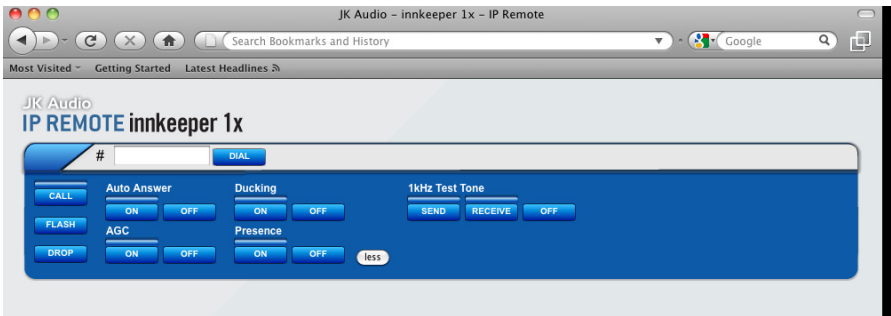 JK Audio – innkeeper 1x – IP Remote
Search Bookmarks and History
Google
Most Visited Getting Started Latest Headlines
JK Audio
IP REMOTE innkeeper 1x
# DIAL
CALL
FLASH
DROP
Auto Answer
ON OFF
AGC
ON OFF
Ducking
ON OFF
Presence
ON OFF
less
1kHz Test Tone
SEND RECEIVE OFF